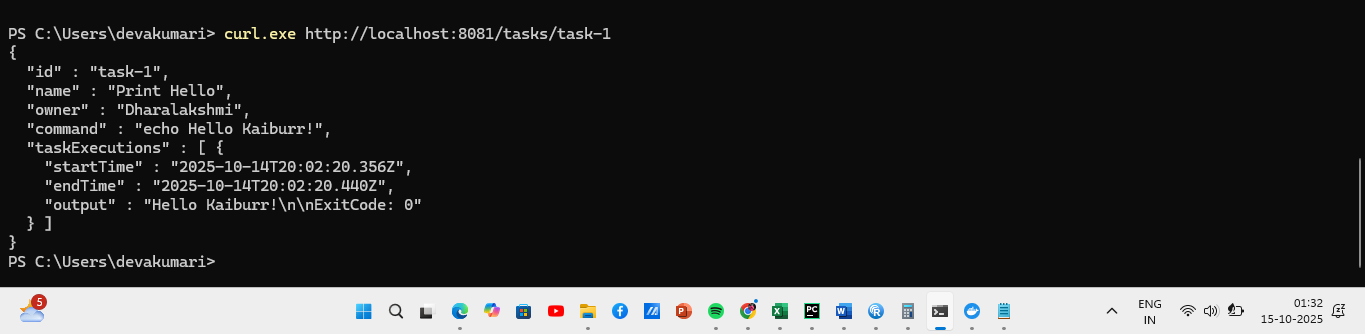 PS C:\Users\devakumari> curl.exe http://localhost:8081/tasks/task-1
{
  "id" : "task-1",
  "name" : "Print Hello",
  "owner" : "Dharalakshmi",
  "command" : "echo Hello Kaiburr!",
  "taskExecutions" : [ {
    "startTime" : "2025-10-14T20:02:20.356Z",
    "endTime" : "2025-10-14T20:02:20.440Z",
    "output" : "Hello Kaiburr!\n\nExitCode: 0"
  } ]
}
PS C:\Users\devakumari>
5
PC
ENG
IN
01:32
15-10-2025